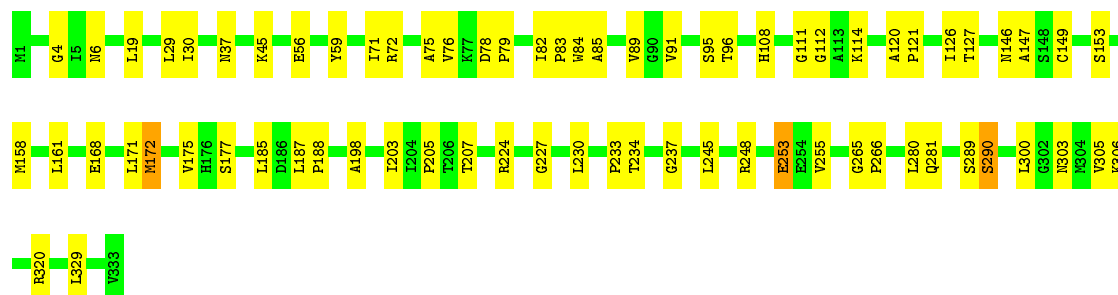 M1 G4 I5 N6 L19 L29 I30 N37 K45 E56 Y59 I71 R72 A75 V76 K77 D78 P79 I82 P83 W84 A85 V89 G90 V91 S95 T96 H108 G111 G112 A113 K114 A120 P121 I126 T127 N146 A147 S148 C149 S153
M158 L161 E168 L171 M172 V175 H176 S177 L185 D186 L187 P188 A198 I203 I204 P205 T206 T207 R224 G227 L230 P233 T234 G237 L245 R248 E253 E254 V255 G265 P266 L280 Q281 S289 S290 L300 G302 N303 M304 V305 K306
R320 L329 V333